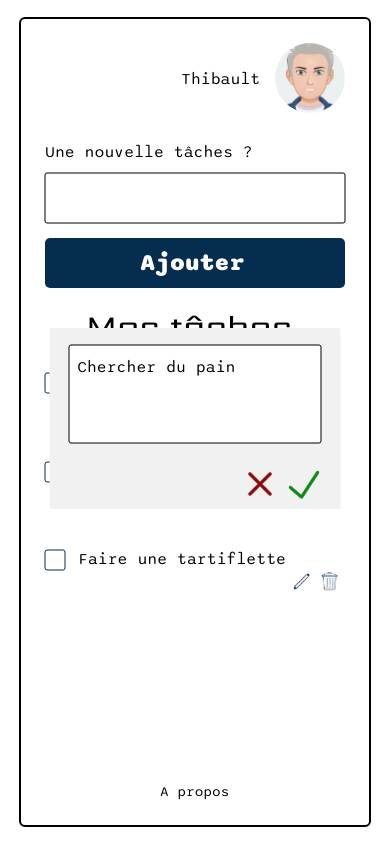 Thibault
Une nouvelle tâches ?
Ajouter
Mes tâches
Chercher du pain
Faire une tartiflette
A propos